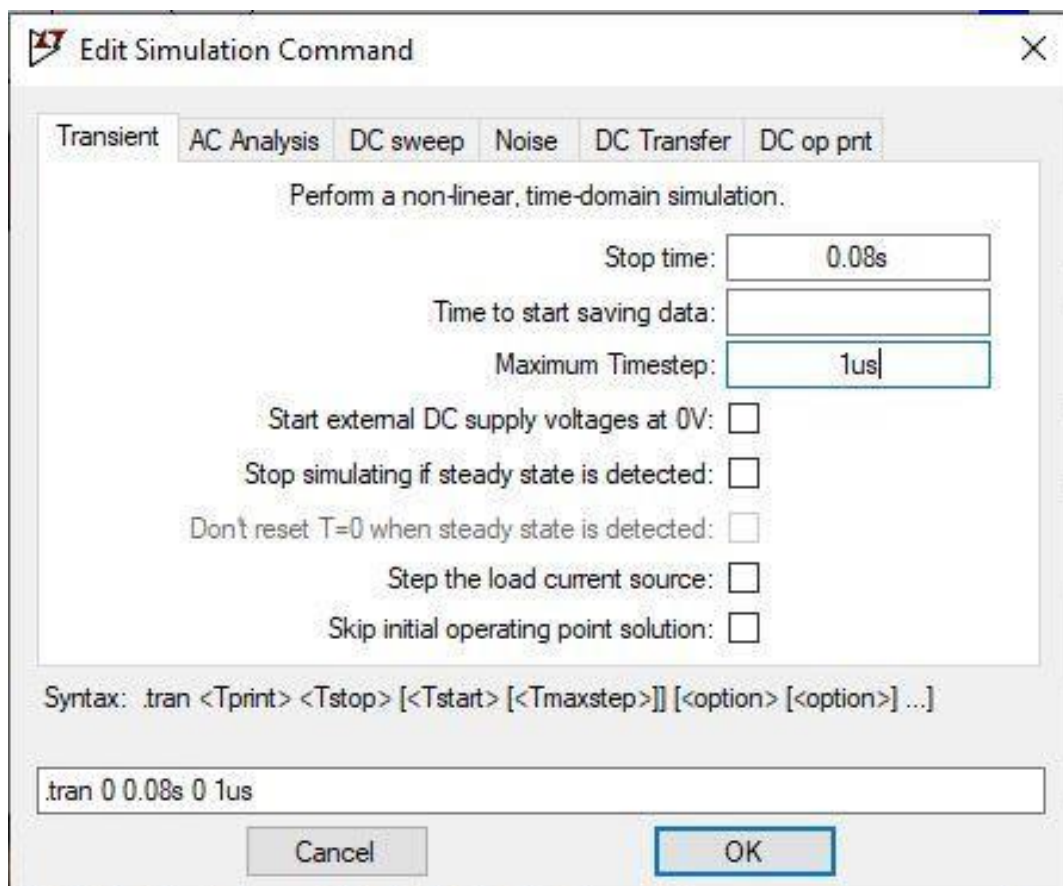 Edit Simulation Command
Transient AC Analysis DC sweep Noise DC Transfer DC op pnt
Perform a non-linear, time-domain simulation.
Stop time: 0.08s
Time to start saving data:
Maximum Timestep: 1us
Start external DC supply voltages at 0V:
Stop simulating if steady state is detected:
Don't reset T=0 when steady state is detected:
Step the load current source:
Skip initial operating point solution:
Syntax: .tran <Tprint> <Tstop> [<Tstart> [<Tmaxstep>]] [<option> [<option>] ...]
.tran 0 0.08s 0 1us
Cancel OK